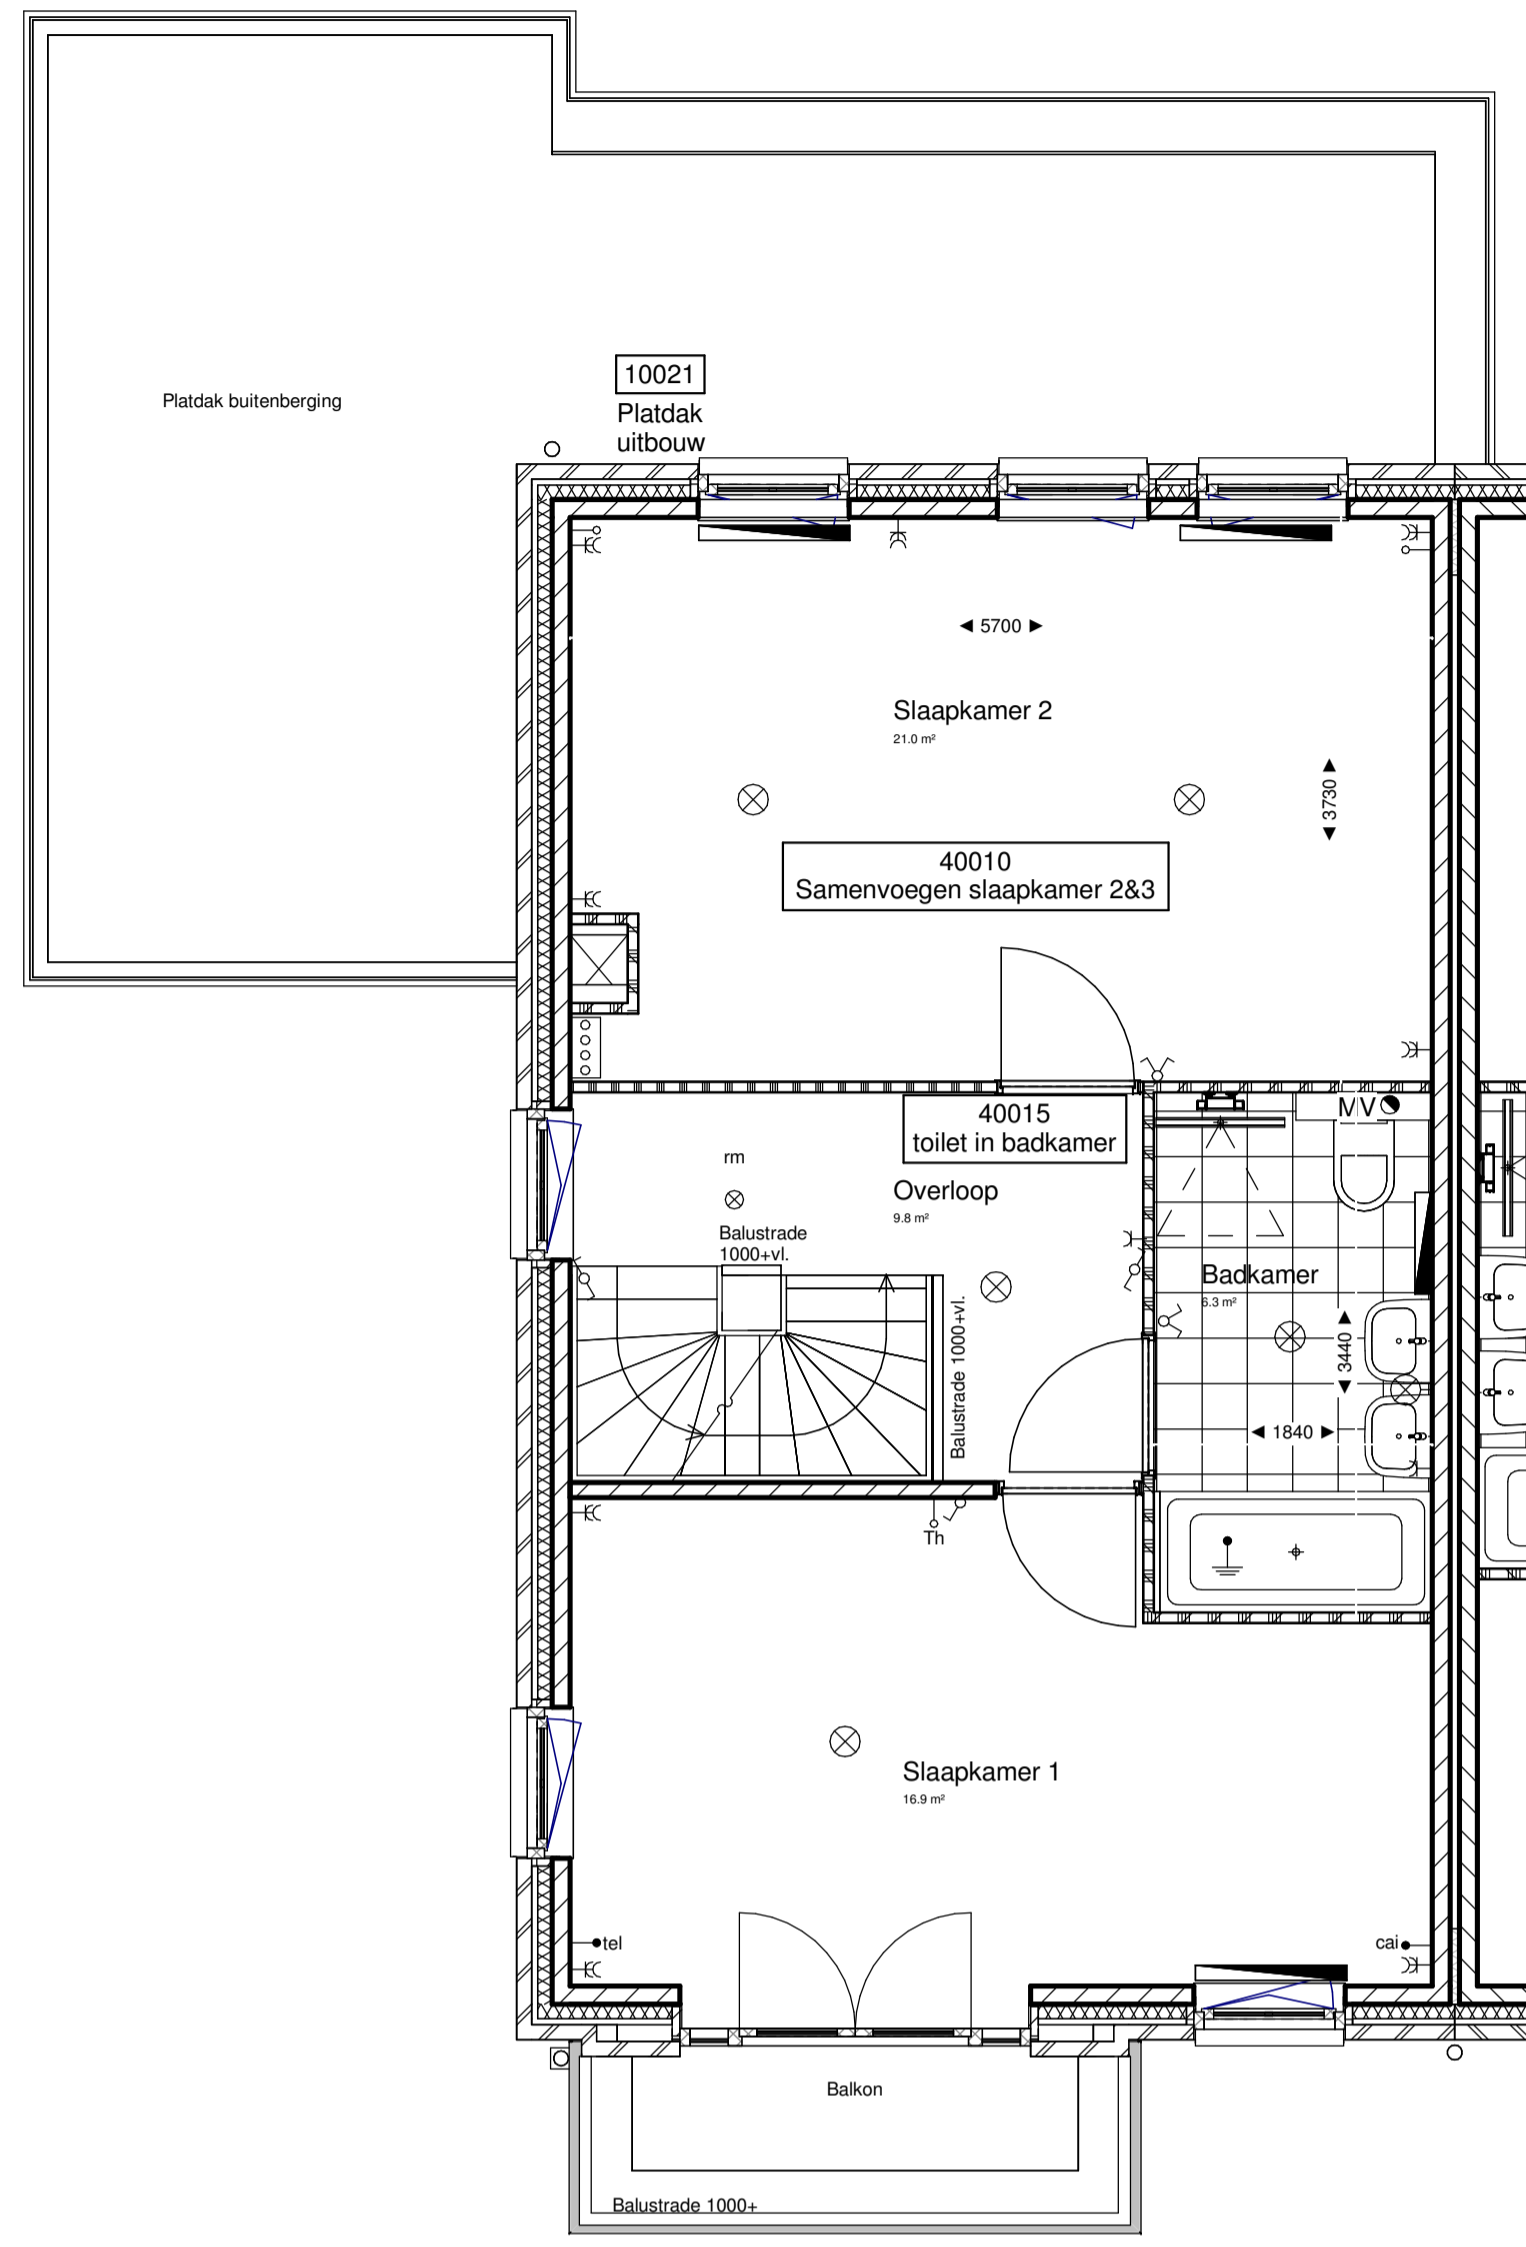 10021
Platdak
uitbouw
Platdak buitenberging
◄ 5700 ►
Slaapkamer 2
21.0 m²
◄ 3730 ►
40010
Samenvoegen slaapkamer 2&3
40015
toilet in badkamer
MV
rm
Overloop
9.8 m²
Balustrade
1000+vl.
Badkamer
6.3 m²
Balustrade 1000+vl.
◄ 3440 ►
◄ 1840 ►
Th
Slaapkamer 1
16.9 m²
tel
cai
Balkon
Balustrade 1000+